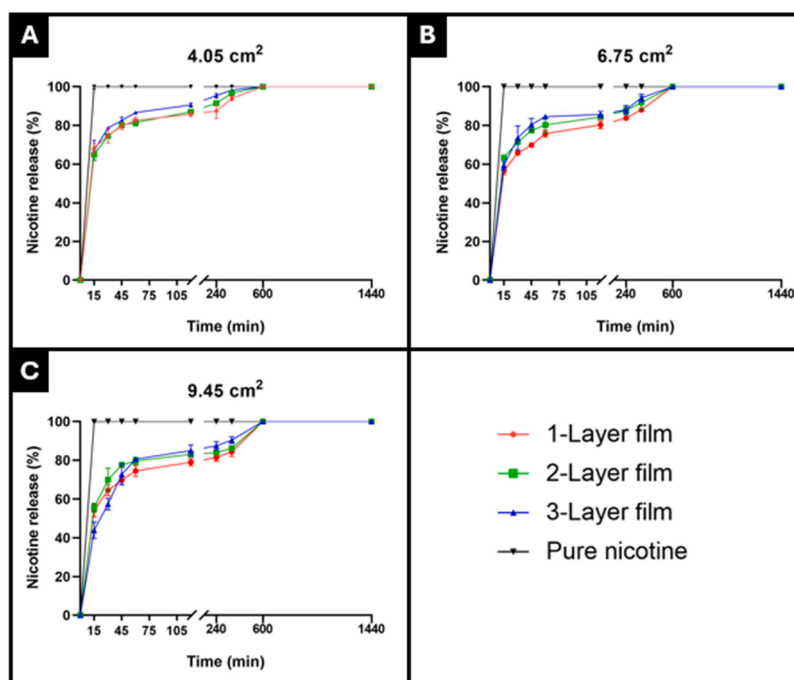 A
4.05 cm²
Nicotine release (%)
100
80
60
40
20
0
15 45 75 105 240 600 1440
Time (min)
B
6.75 cm²
Nicotine release (%)
100
80
60
40
20
0
15 45 75 105 240 600 1440
Time (min)
C
9.45 cm²
Nicotine release (%)
100
80
60
40
20
0
15 45 75 105 240 600 1440
Time (min)
1-Layer film
2-Layer film
3-Layer film
Pure nicotine